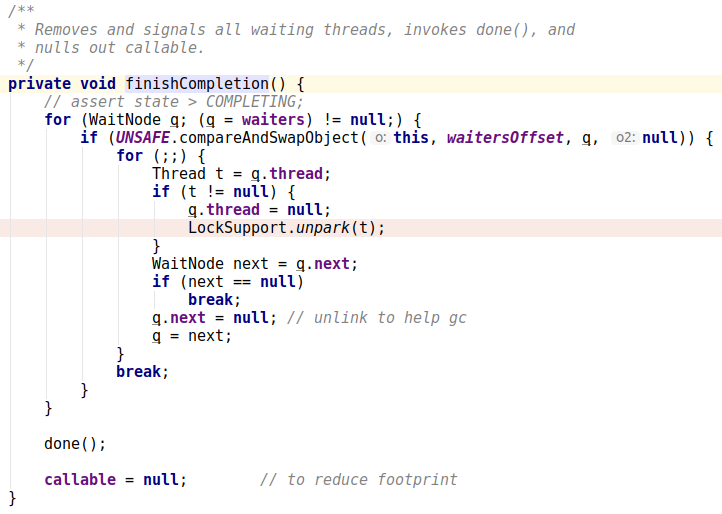 /**
 * Removes and signals all waiting threads, invokes done(), and
 * nulls out callable.
 */
private void finishCompletion() {
    // assert state > COMPLETING;
    for (WaitNode q; (q = waiters) != null;) {
        if (UNSAFE.compareAndSwapObject( o: this, waitersOffset, q,  o2: null)) {
            for (;;) {
                Thread t = q.thread;
                if (t != null) {
                    q.thread = null;
                    LockSupport.unpark(t);
                }
                WaitNode next = q.next;
                if (next == null)
                    break;
                q.next = null; // unlink to help gc
                q = next;
            }
            break;
        }
    }

    done();

    callable = null;        // to reduce footprint
}